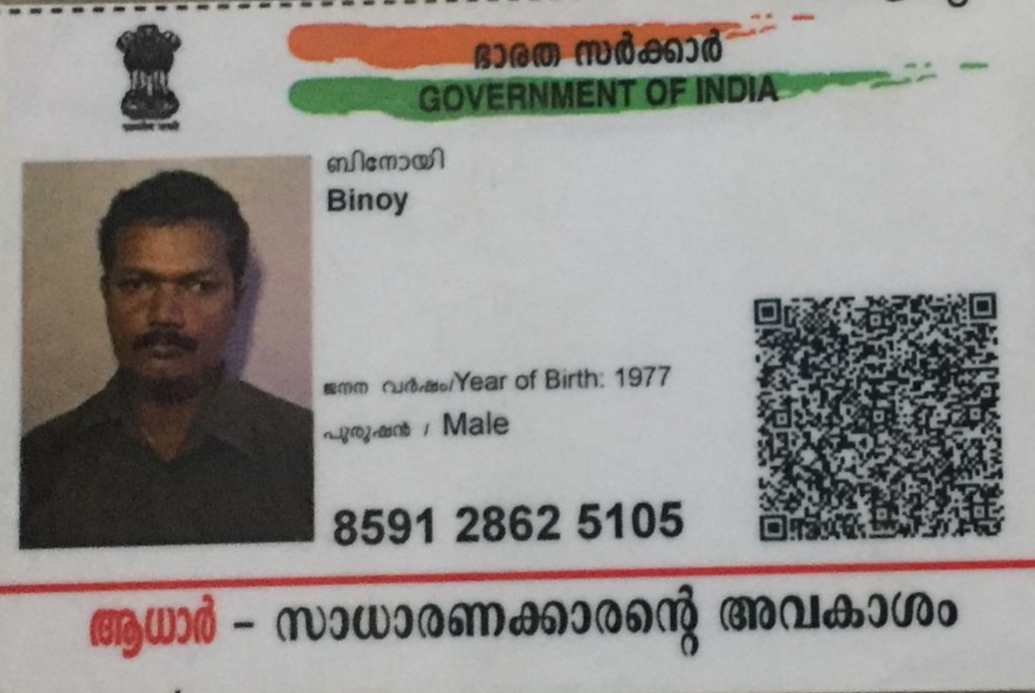 ഭാരത സർക്കാർ
GOVERNMENT OF INDIA
ബിനോയി
Binoy
ജനന വർഷം/Year of Birth: 1977
പുരുഷൻ / Male
8591 2862 5105
ആധാർ - സാധാരണക്കാരന്റെ അവകാശം